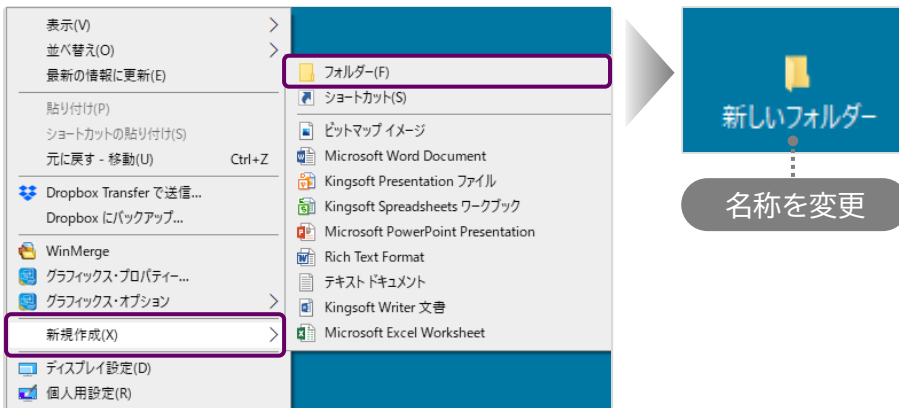 表示(V)
並べ替え(O)
最新の情報に更新(E)
貼り付け(P)
ショートカットの貼り付け(S)
元に戻す - 移動(U) Ctrl+Z
Dropbox Transfer で送信...
Dropbox にバックアップ...
WinMerge
グラフィックス・プロパティー...
グラフィックス・オプション
新規作成(X)
ディスプレイ設定(D)
個人用設定(R)
フォルダー(F)
ショートカット(S)
ビットマップ イメージ
Microsoft Word Document
Kingsoft Presentation ファイル
Kingsoft Spreadsheets ワークブック
Microsoft PowerPoint Presentation
Rich Text Format
テキスト ドキュメント
Kingsoft Writer 文書
Microsoft Excel Worksheet
新しいフォルダー
名称を変更